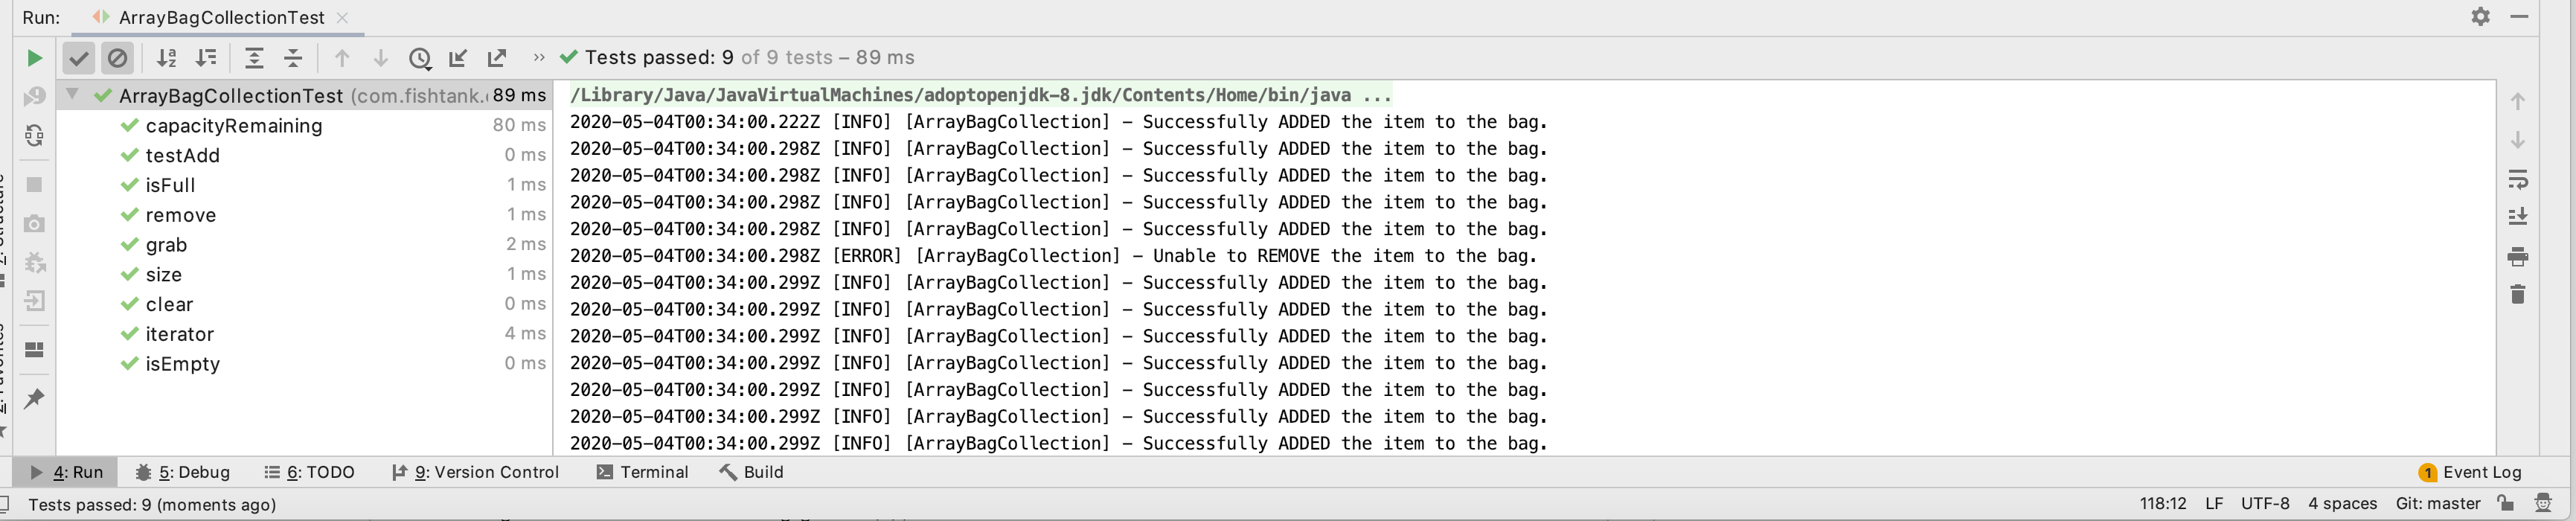 Run: ArrayBagCollectionTest
Tests passed: 9 of 9 tests – 89 ms
ArrayBagCollectionTest (com.fishtank. 89 ms
capacityRemaining 80 ms
testAdd 0 ms
isFull 1 ms
remove 1 ms
grab 2 ms
size 1 ms
clear 0 ms
iterator 4 ms
isEmpty 0 ms
/Library/Java/JavaVirtualMachines/adoptopenjdk-8.jdk/Contents/Home/bin/java ...
2020-05-04T00:34:00.222Z [INFO] [ArrayBagCollection] – Successfully ADDED the item to the bag.
2020-05-04T00:34:00.298Z [INFO] [ArrayBagCollection] – Successfully ADDED the item to the bag.
2020-05-04T00:34:00.298Z [INFO] [ArrayBagCollection] – Successfully ADDED the item to the bag.
2020-05-04T00:34:00.298Z [INFO] [ArrayBagCollection] – Successfully ADDED the item to the bag.
2020-05-04T00:34:00.298Z [INFO] [ArrayBagCollection] – Successfully ADDED the item to the bag.
2020-05-04T00:34:00.298Z [ERROR] [ArrayBagCollection] – Unable to REMOVE the item to the bag.
2020-05-04T00:34:00.299Z [INFO] [ArrayBagCollection] – Successfully ADDED the item to the bag.
2020-05-04T00:34:00.299Z [INFO] [ArrayBagCollection] – Successfully ADDED the item to the bag.
2020-05-04T00:34:00.299Z [INFO] [ArrayBagCollection] – Successfully ADDED the item to the bag.
2020-05-04T00:34:00.299Z [INFO] [ArrayBagCollection] – Successfully ADDED the item to the bag.
2020-05-04T00:34:00.299Z [INFO] [ArrayBagCollection] – Successfully ADDED the item to the bag.
2020-05-04T00:34:00.299Z [INFO] [ArrayBagCollection] – Successfully ADDED the item to the bag.
2020-05-04T00:34:00.299Z [INFO] [ArrayBagCollection] – Successfully ADDED the item to the bag.
4: Run 5: Debug 6: TODO 9: Version Control Terminal Build 1 Event Log
Tests passed: 9 (moments ago) 118:12 LF UTF-8 4 spaces Git: master